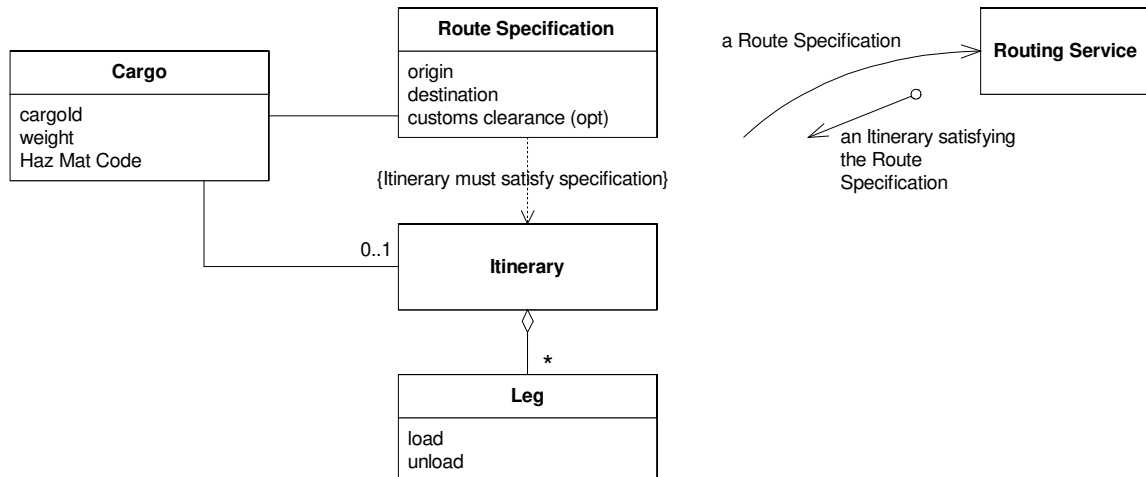 Route Specification
origin
destination
customs clearance (opt)
Cargo
cargoId
weight
Haz Mat Code
a Route Specification
Routing Service
an Itinerary satisfying
the Route
Specification
{Itinerary must satisfy specification}
0..1
Itinerary
*
Leg
load
unload